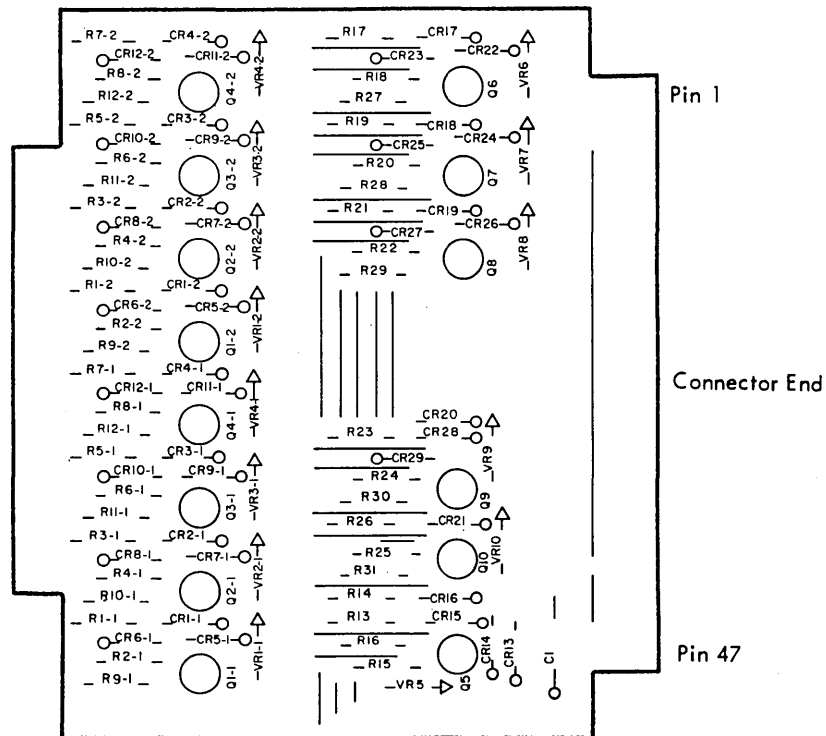 R7-2 CR4-2 R17 CR17
CR12-2 CR11-2 VR4-2 CR23 CR22 VR6
R8-2 Q4-2 R18 Q6
R12-2 R27 Pin 1
R5-2 CR3-2 R19 CR18
CR10-2 CR9-2 VR3-2 CR25 CR24 VR7
R6-2 Q3-2 R20 Q7
R11-2 R28
R3-2 CR2-2 R21 CR19
CR8-2 CR7-2 VR2-2 CR27 CR26 VR8
R4-2 Q2-2 R22 Q8
R10-2 R29
R1-2 CR1-2
CR6-2 CR5-2 VR1-2
R2-2 Q1-2
R9-2
R7-1 CR4-1
CR12-1 CR11-1 VR4-1 Connector End
R8-1 Q4-1 CR20
R12-1 R23 CR28
R5-1 CR3-1 CR29 VR9
CR10-1 CR9-1 VR3-1 R24
R6-1 Q3-1 R30 Q9
R11-1 R26 CR21
R3-1 CR2-1 VR10
CR8-1 CR7-1 VR2-1 R25 Q10
R4-1 Q2-1 R31
R10-1 R14 CR16
R1-1 CR1-1 R13 CR15
CR6-1 CR5-1 VR1-1 R16 CR14 CR13 C1
R2-1 Q1-1 R15 Q5 Pin 47
R9-1 VR5